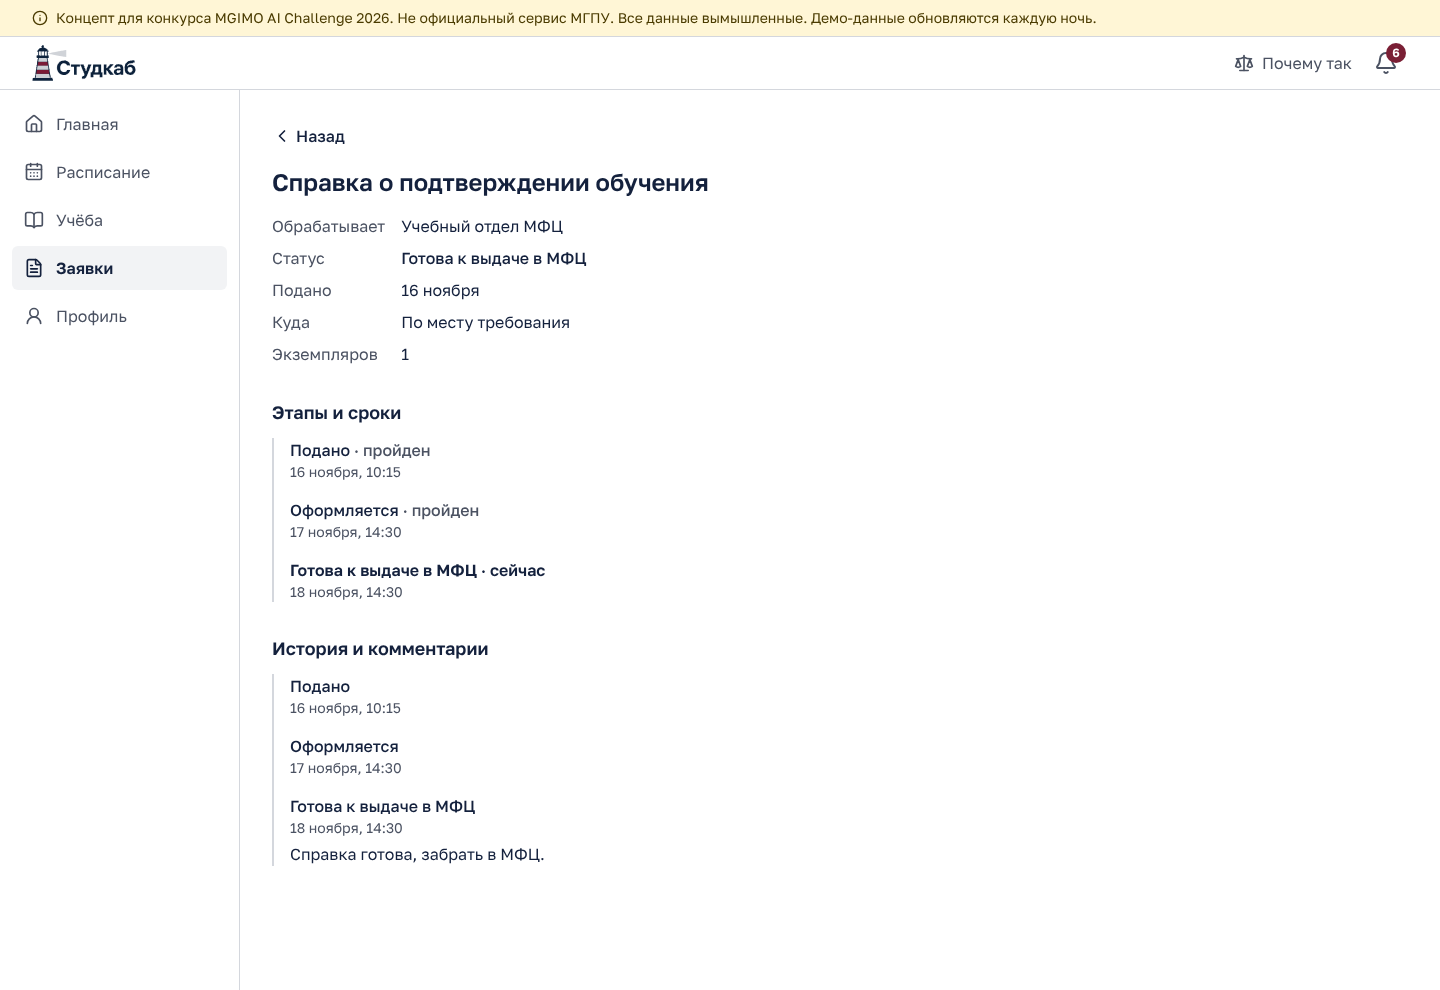 Концепт для конкурса MGIMO AI Challenge 2026. Не официальный сервис МГПУ. Все данные вымышленные. Демо-данные обновляются каждую ночь.
Студкаб
Почему так
6
Главная
Расписание
Учёба
Заявки
Профиль
Назад
Справка о подтверждении обучения
Обрабатывает Учебный отдел МФЦ
Статус Готова к выдаче в МФЦ
Подано 16 ноября
Куда По месту требования
Экземпляров 1
Этапы и сроки
Подано · пройден
16 ноября, 10:15
Оформляется · пройден
17 ноября, 14:30
Готова к выдаче в МФЦ · сейчас
18 ноября, 14:30
История и комментарии
Подано
16 ноября, 10:15
Оформляется
17 ноября, 14:30
Готова к выдаче в МФЦ
18 ноября, 14:30
Справка готова, забрать в МФЦ.